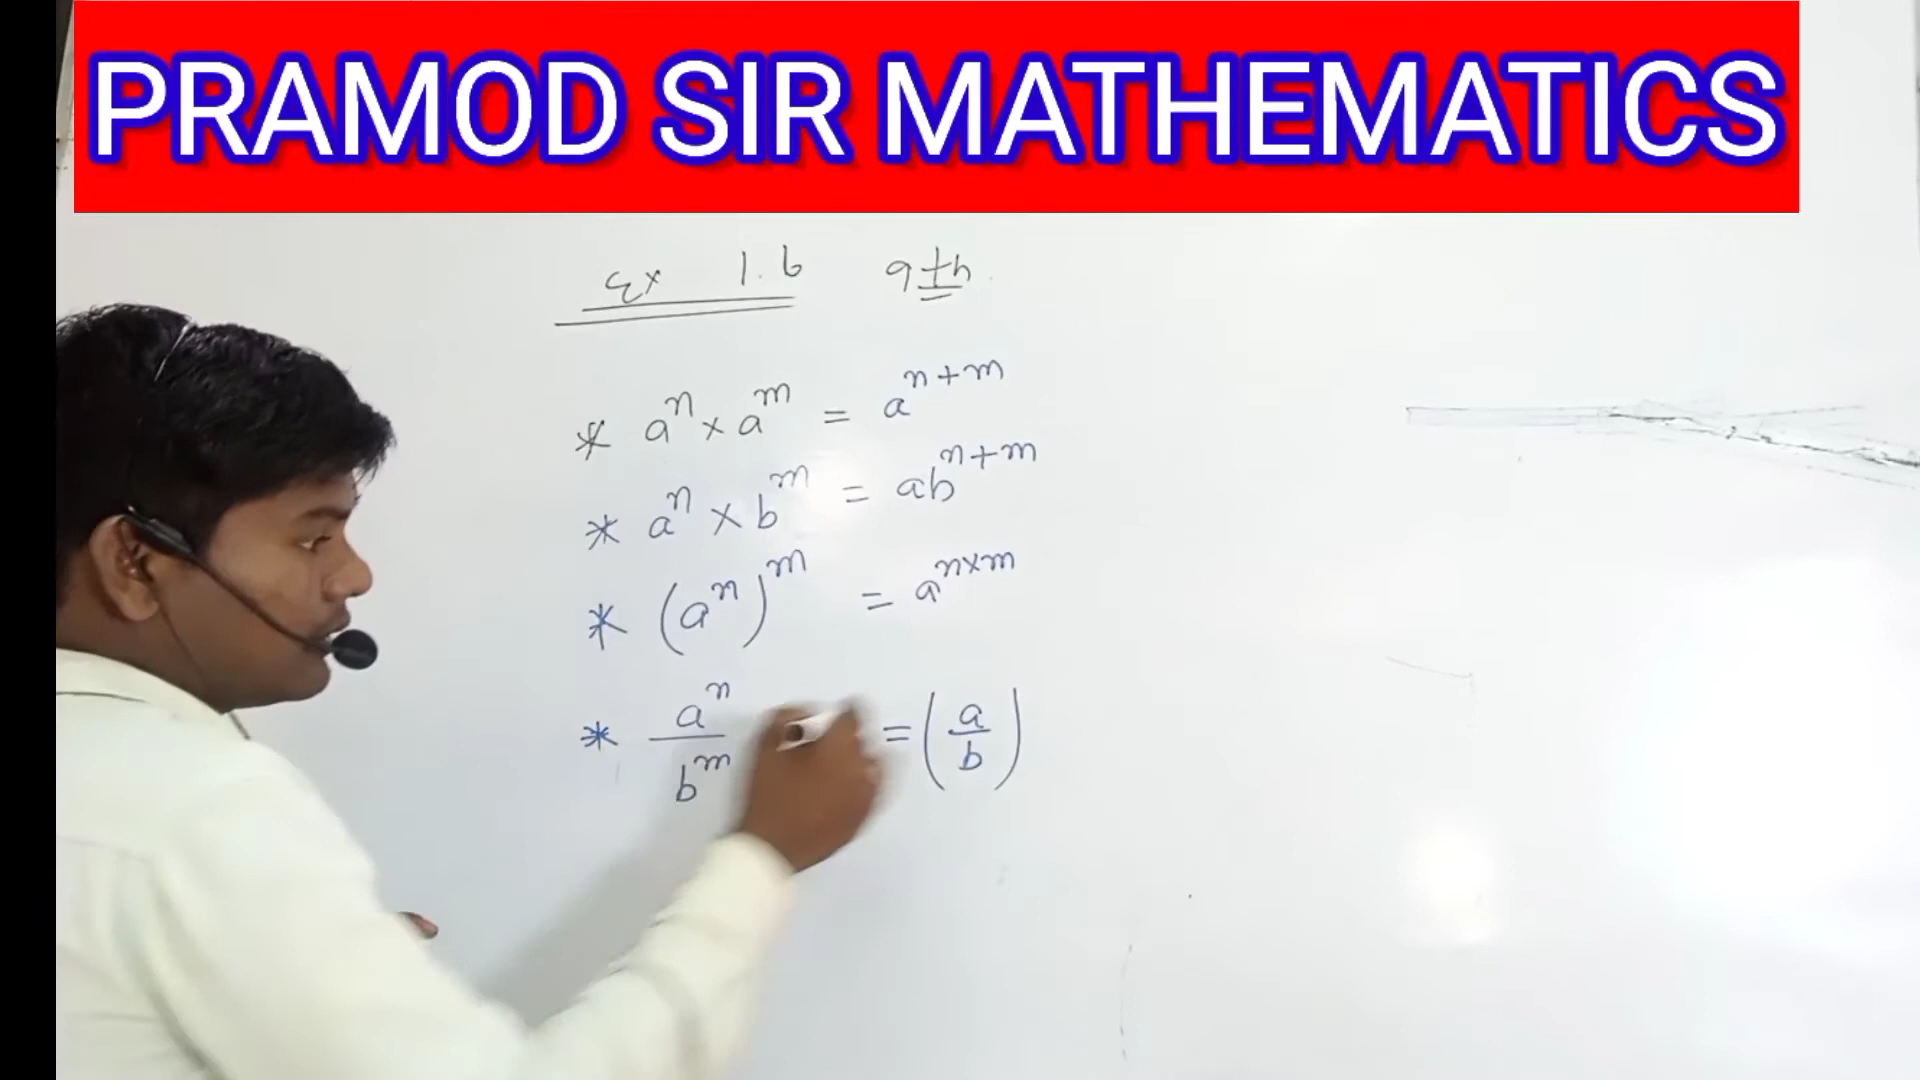 PRAMOD SIR MATHEMATICS
Ex 1.6 9th
* aⁿ × aᵐ = aⁿ⁺ᵐ
* aⁿ × bᵐ = abⁿ⁺ᵐ
* (aⁿ)ᵐ = aⁿˣᵐ
* aⁿ/bᵐ = (a/b)